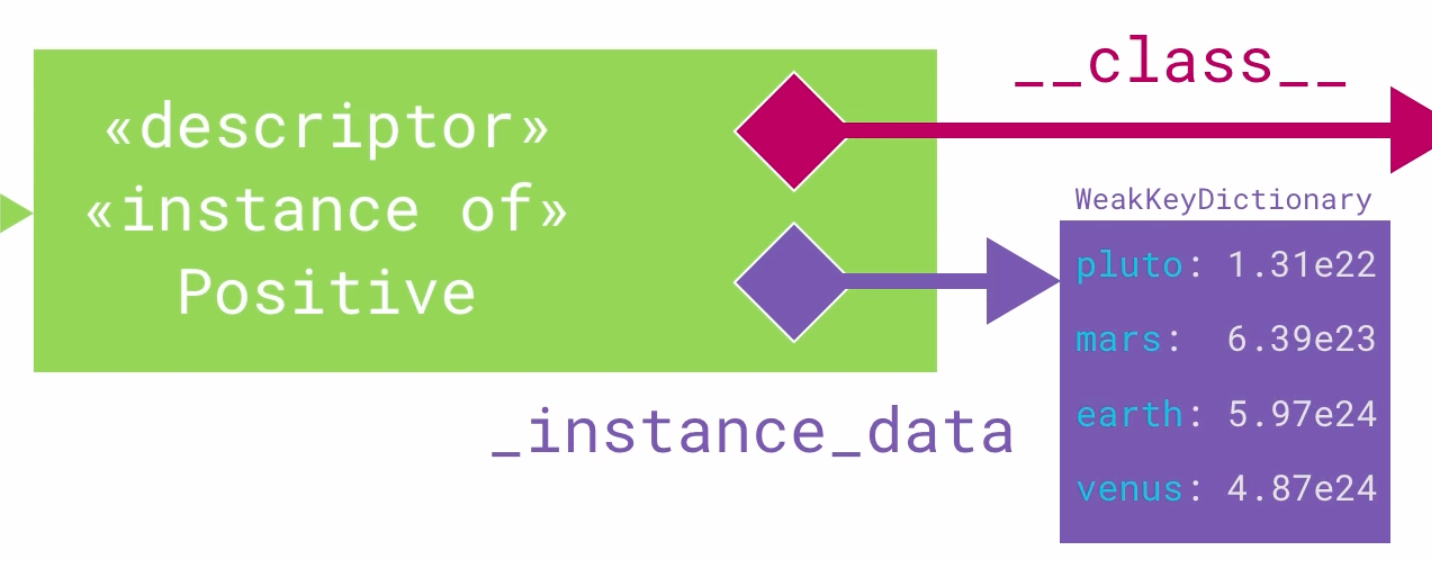 «descriptor»
«instance of»
Positive
__class__
_instance_data
WeakKeyDictionary
pluto: 1.31e22
mars: 6.39e23
earth: 5.97e24
venus: 4.87e24